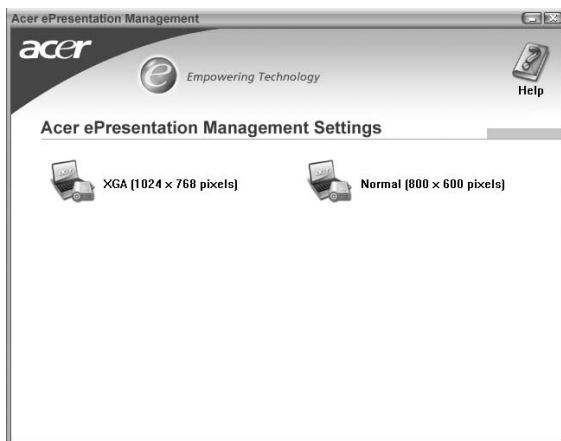 Acer ePresentation Management
acer
e Empowering Technology
Help
Acer ePresentation Management Settings
XGA (1024 x 768 pixels)
Normal (800 x 600 pixels)